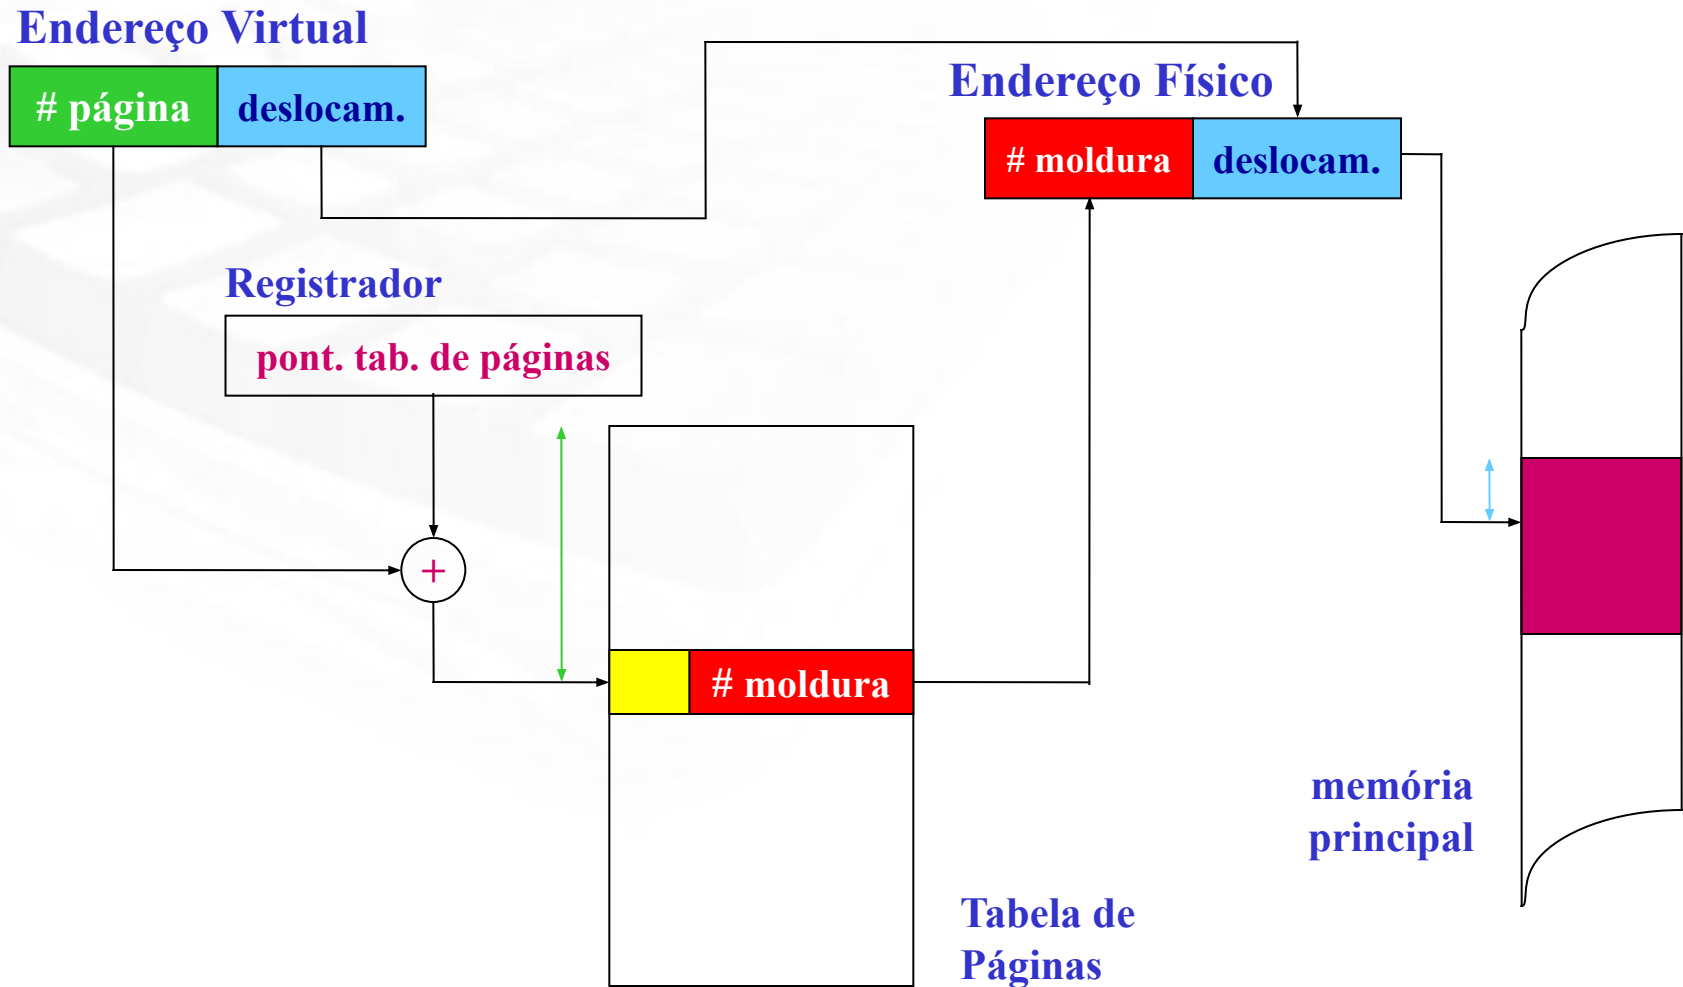 Endereço Virtual
# página
deslocam.
Endereço Físico
# moldura
deslocam.
Registrador
pont. tab. de páginas
+
# moldura
memória
principal
Tabela de
Páginas